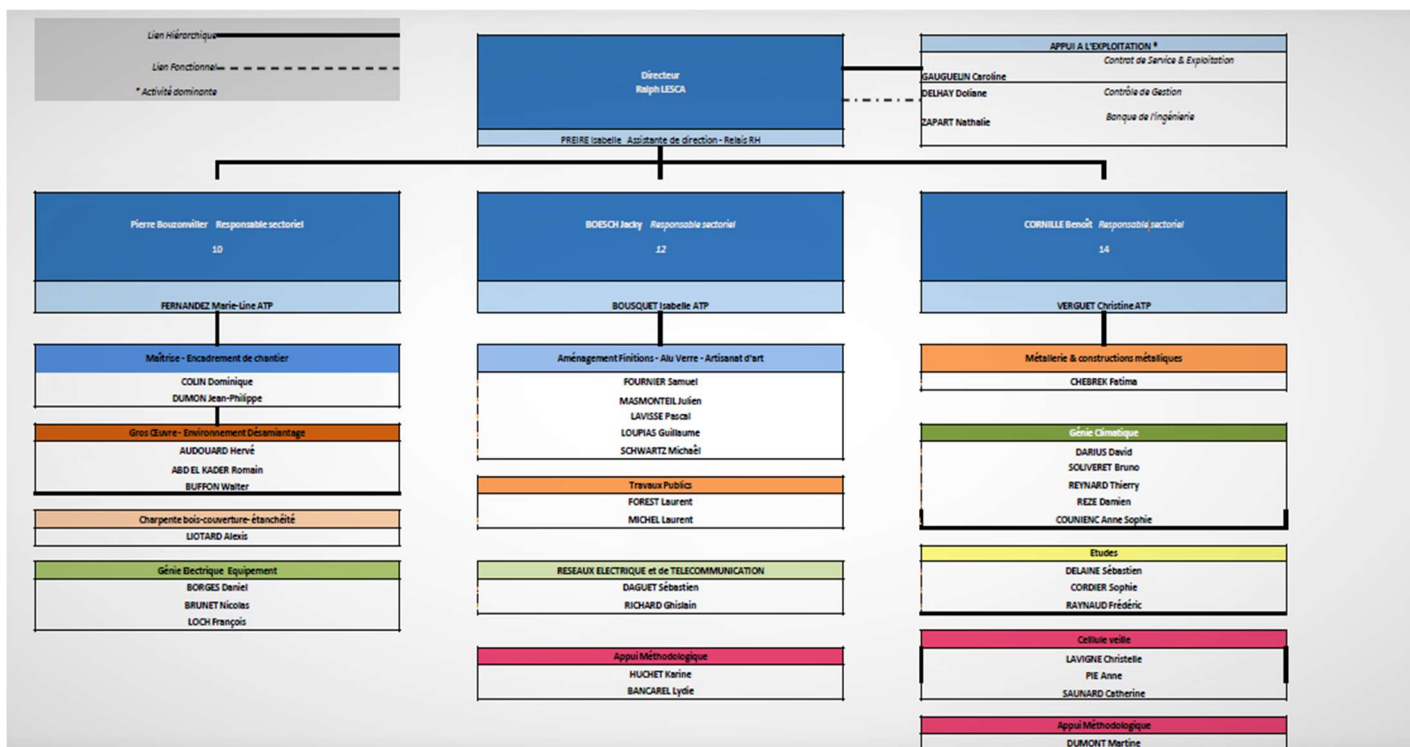 Lien Hiérarchique
Lien Fonctionnel
* Activité dominante
Directeur
Ralph LESCA
PREIRE Isabelle Assistante de direction - Relais RH
APPUI A L'EXPLOITATION *
Contrat de Service & Exploitation
GAUGUELIN Caroline
DELHAY Doliane Contrôle de Gestion
ZAPART Nathalie Banque de l'ingénierie
Pierre Bouzonviller Responsable sectoriel
10
FERNANDEZ Marie-Line ATP
Maîtrise - Encadrement de chantier
COLIN Dominique
DUMON Jean-Philippe
Gros Œuvre - Environnement Désamiantage
AUDOUARD Hervé
ABD EL KADER Romain
BUFFON Walter
Charpente bois-couverture- étanchéité
LIOTARD Alexis
Génie Electrique Equipement
BORGES Daniel
BRUNET Nicolas
LOCH François
BOESCH Jacky Responsable sectoriel
12
BOUSQUET Isabelle ATP
Aménagement Finitions - Alu Verre - Artisanat d'art
FOURNIER Samuel
MASMONTEIL Julien
LAVISSE Pascal
LOUPIAS Guillaume
SCHWARTZ Michaël
Travaux Publics
FOREST Laurent
MICHEL Laurent
RESEAUX ELECTRIQUE et de TELECOMMUNICATION
DAGUET Sébastien
RICHARD Ghislain
Appui Méthodologique
HUCHET Karine
BANCAREL Lydie
CORNILLE Benoît Responsable sectoriel
14
VERGUET Christine ATP
Métallerie & constructions métalliques
CHEBREK Fatima
Génie Climatique
DARIUS David
SOLIVERET Bruno
REYNARD Thierry
REZE Damien
COUNIENC Anne Sophie
Etudes
DELAINE Sébastien
CORDIER Sophie
RAYNAUD Frédéric
Cellule veille
LAVIGNE Christelle
PIE Anne
SAUNARD Catherine
Appui Méthodologique
DUMONT Martine